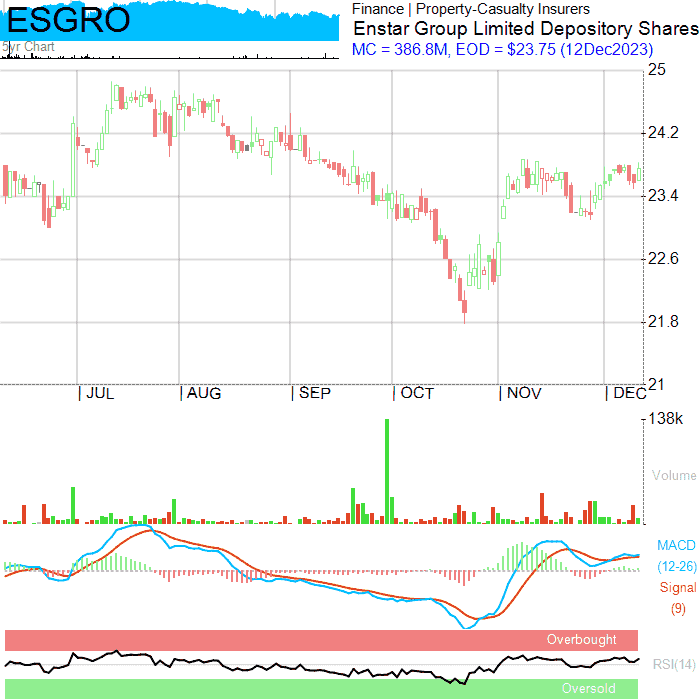 ESGRO
5yr Chart
Finance | Property-Casualty Insurers
Enstar Group Limited Depository Shares
MC = 386.8M, EOD = $23.75 (12Dec2023)
25
24.2
23.4
22.6
21.8
21
JUL AUG SEP OCT NOV DEC
138k
Volume
MACD
(12-26)
Signal
(9)
Overbought
RSI(14)
Oversold